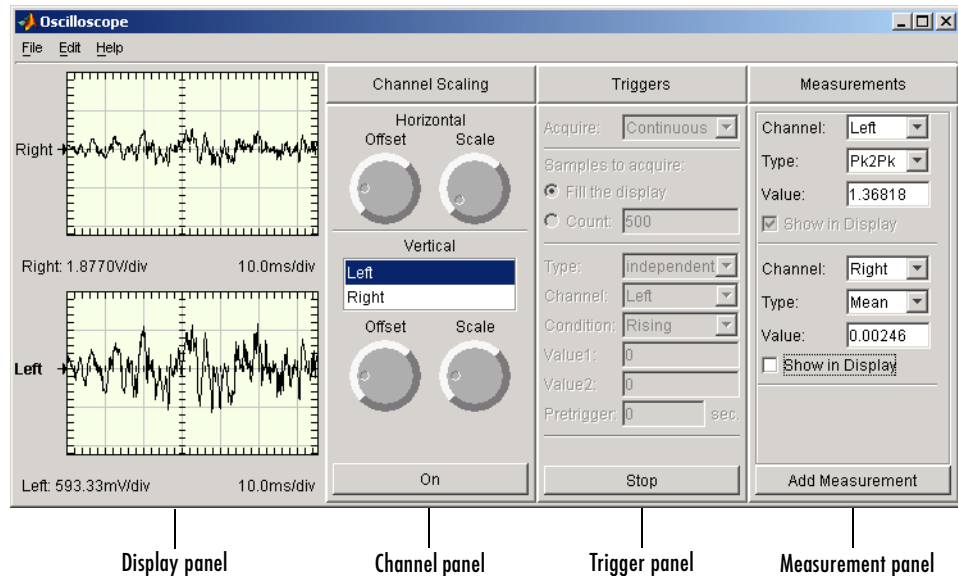 Oscilloscope
File Edit Help
Right
Right: 1.8770V/div 10.0ms/div
Left
Left: 593.33mV/div 10.0ms/div
Channel Scaling
Horizontal
Offset Scale
Vertical
Left
Right
Offset Scale
On
Triggers
Acquire: Continuous
Samples to acquire:
Fill the display
Count: 500
Type: independent
Channel: Left
Condition: Rising
Value1: 0
Value2: 0
Pretrigger: 0 sec.
Stop
Measurements
Channel: Left
Type: Pk2Pk
Value: 1.36818
Show in Display
Channel: Right
Type: Mean
Value: 0.00246
Show in Display
Add Measurement
Display panel
Channel panel
Trigger panel
Measurement panel